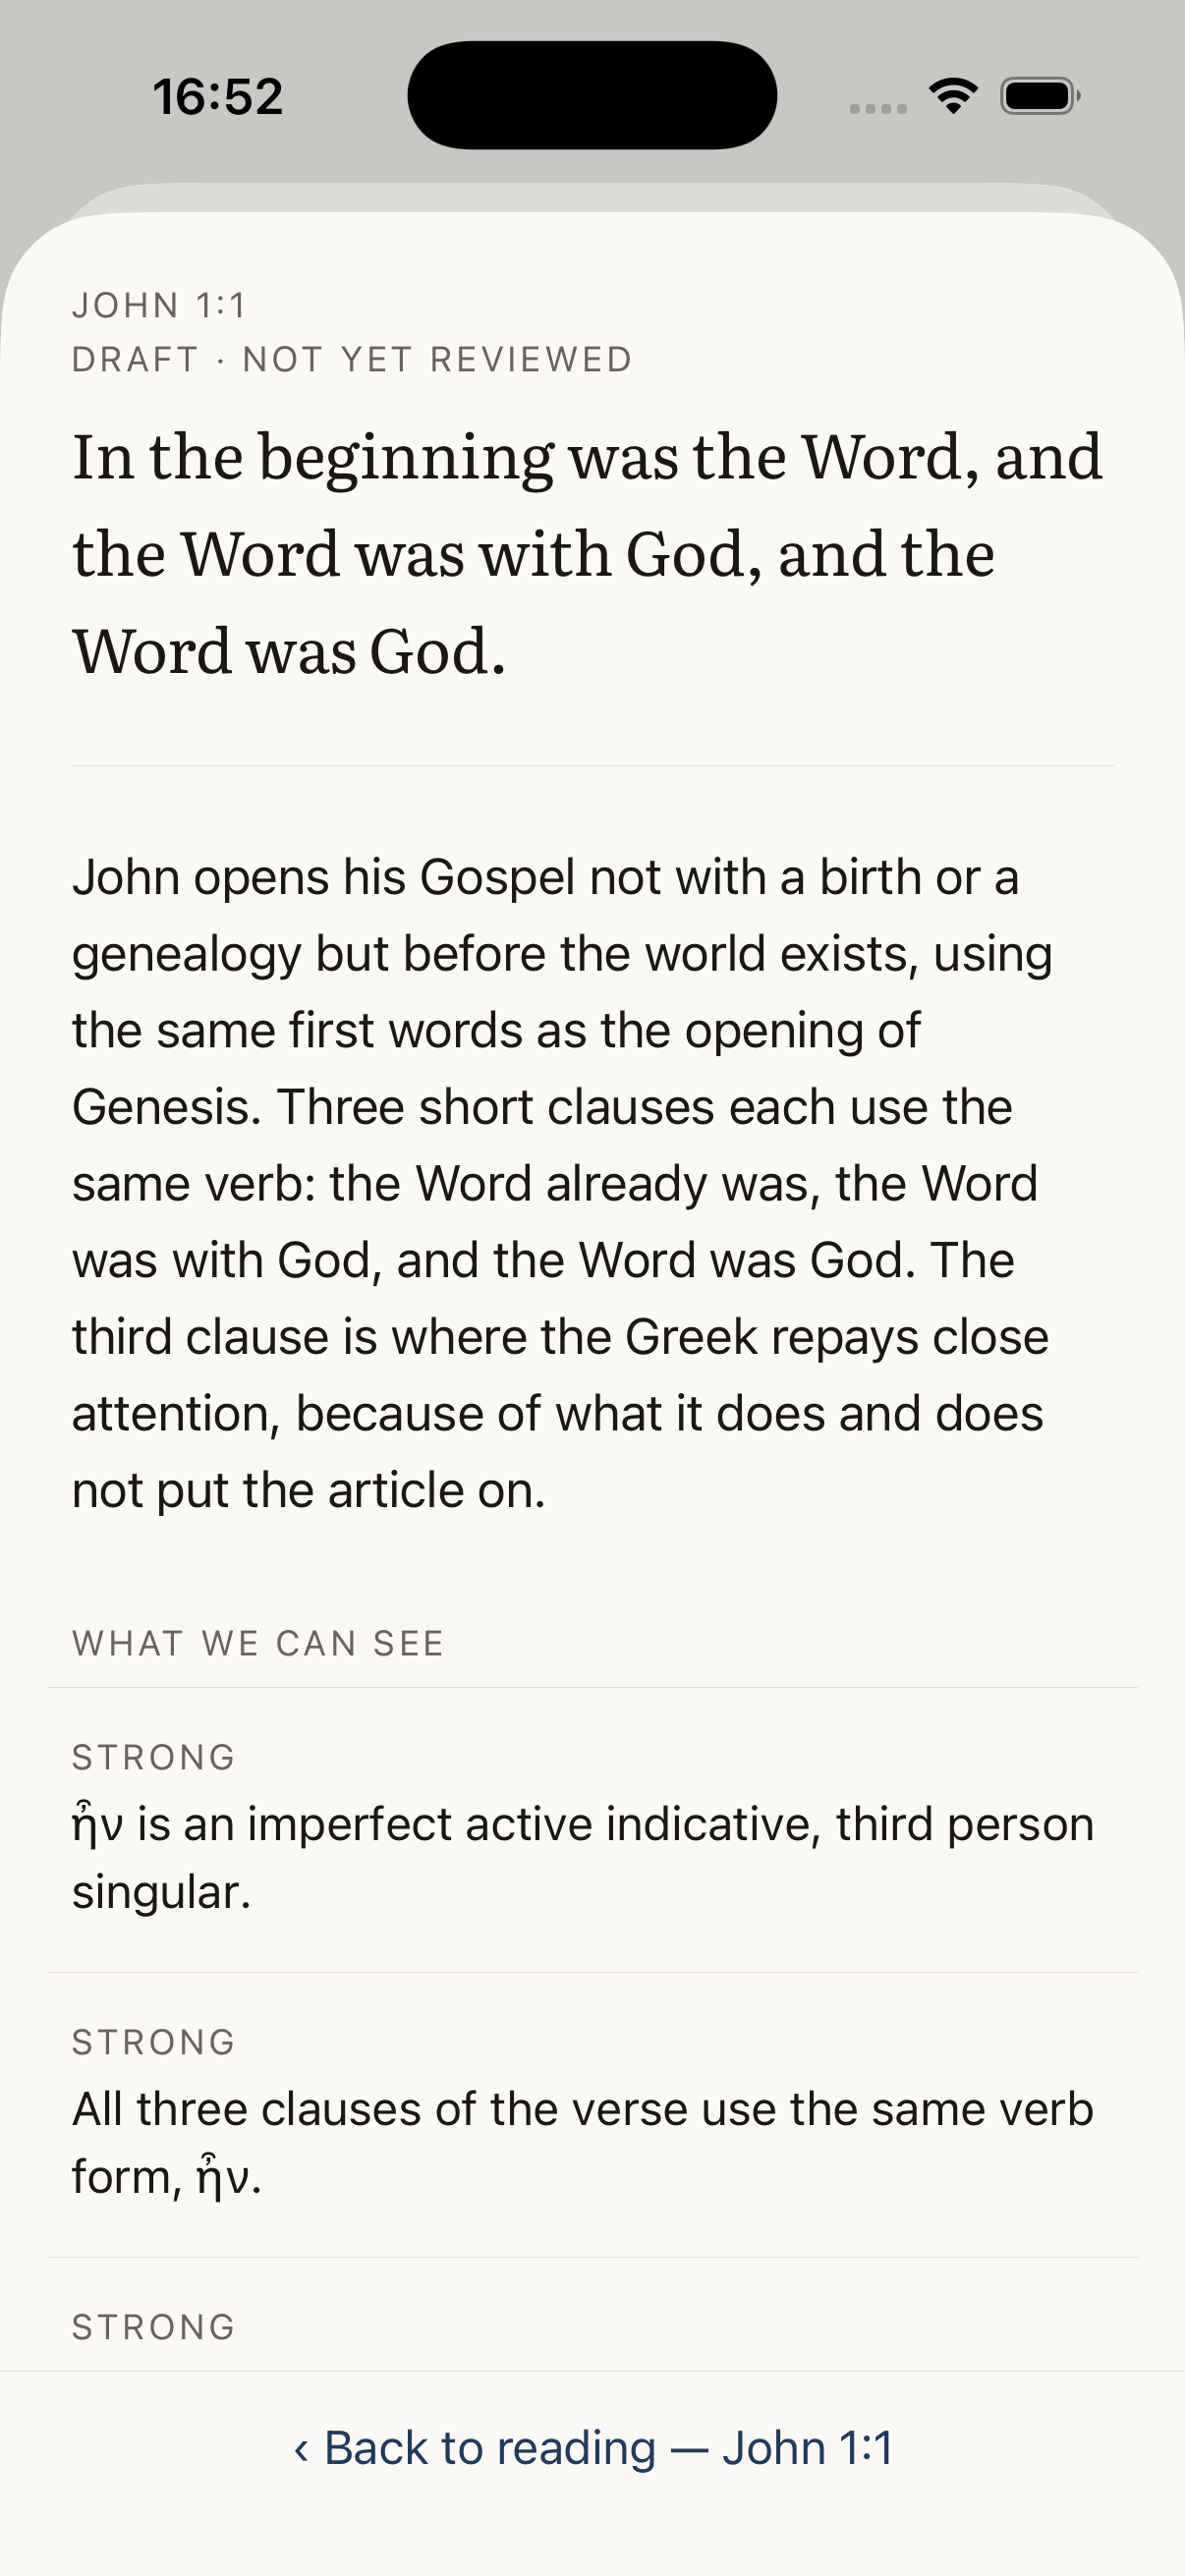 16:52
JOHN 1:1
DRAFT · NOT YET REVIEWED
In the beginning was the Word, and
the Word was with God, and the
Word was God.
John opens his Gospel not with a birth or a
genealogy but before the world exists, using
the same first words as the opening of
Genesis. Three short clauses each use the
same verb: the Word already was, the Word
was with God, and the Word was God. The
third clause is where the Greek repays close
attention, because of what it does and does
not put the article on.
WHAT WE CAN SEE
STRONG
ἦν is an imperfect active indicative, third person
singular.
STRONG
All three clauses of the verse use the same verb
form, ἦν.
STRONG
‹ Back to reading — John 1:1